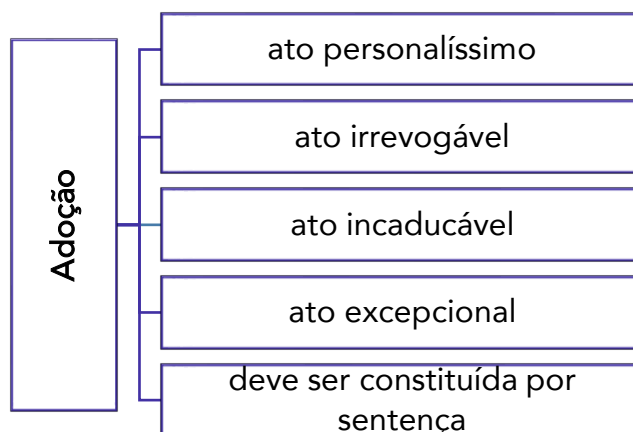 Adoção
ato personalíssimo
ato irrevogável
ato incaducável
ato excepcional
deve ser constituída por
sentença